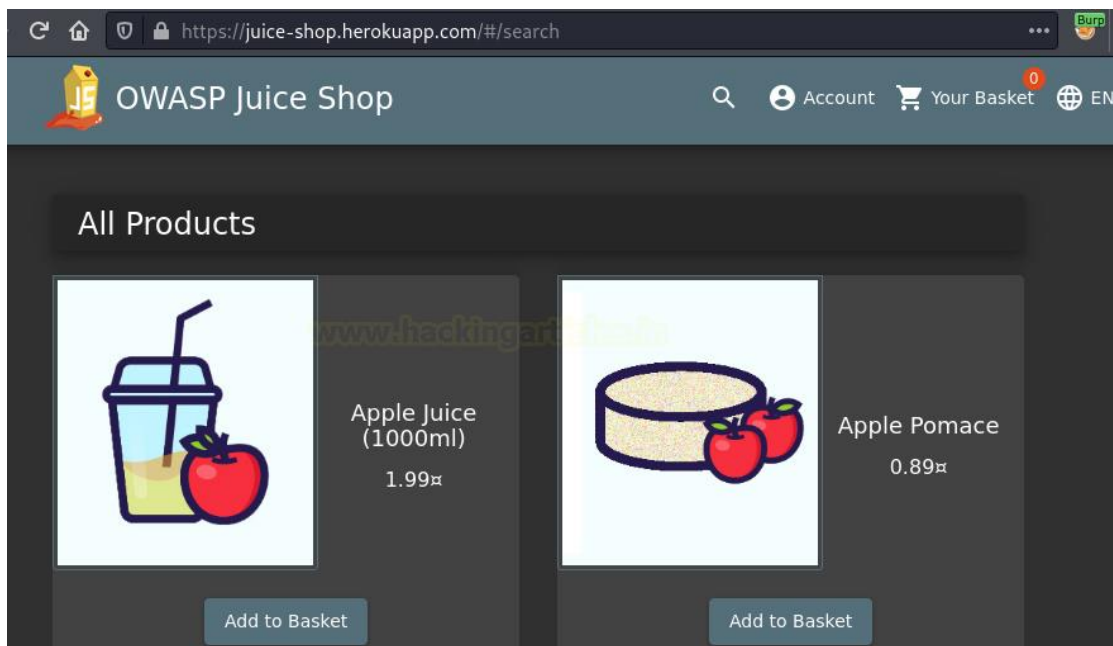 Burp
https://juice-shop.herokuapp.com/#/search
JS
OWASP Juice Shop
Account
Your Basket
0
EN
All Products
www.hackingarticles.in
Apple Juice
(1000ml)
1.99¤
Apple Pomace
0.89¤
Add to Basket
Add to Basket